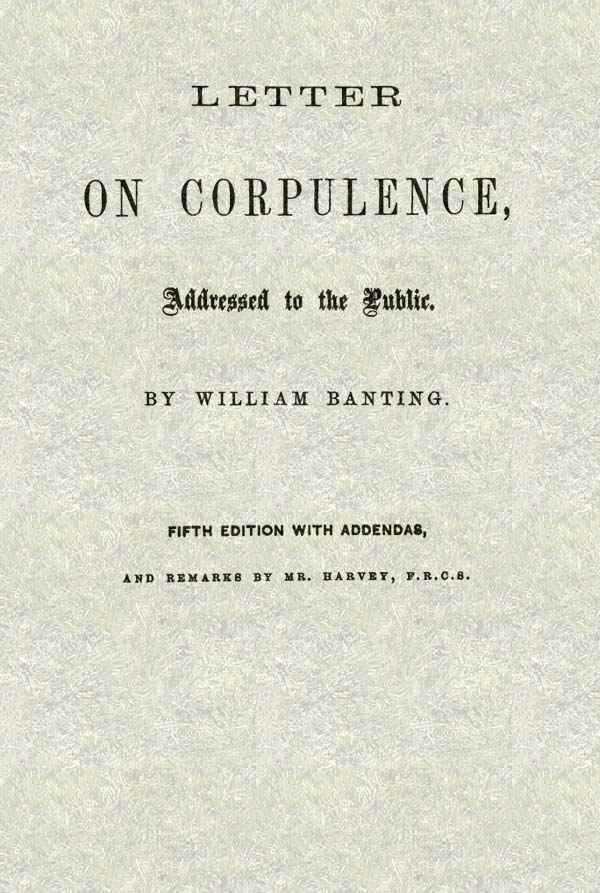 LETTER
ON CORPULENCE,
Addressed to the Public.
BY WILLIAM BANTING.
FIFTH EDITION WITH ADDENDAS,
AND REMARKS BY MR. HARVEY, F.R.C.S.